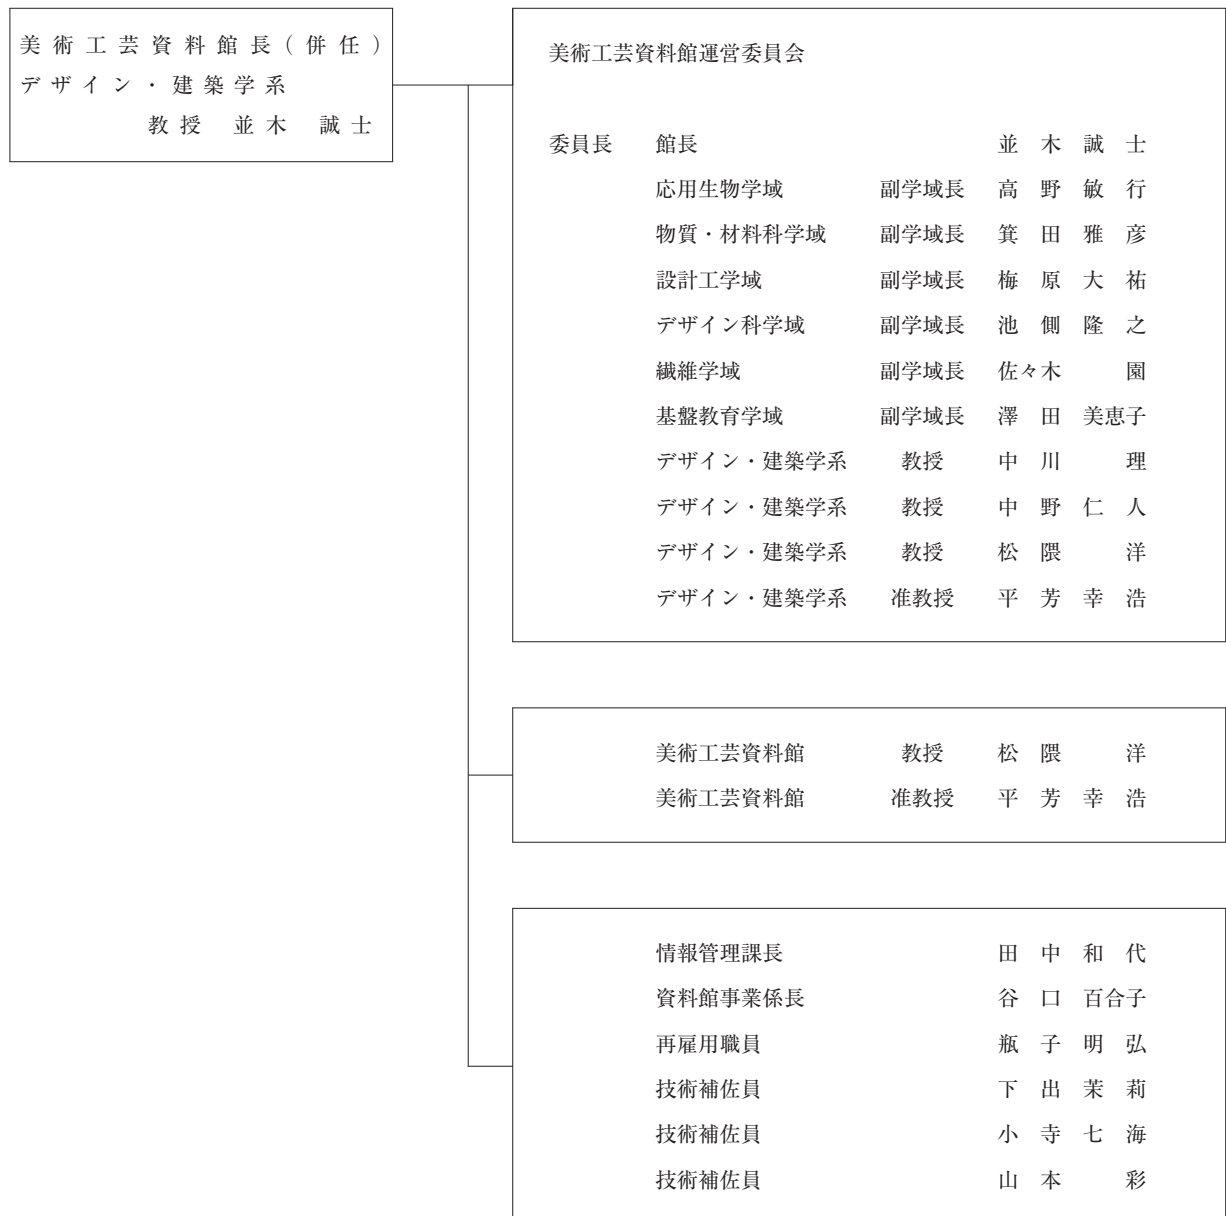 美術工芸資料館長(併任)
デザイン・建築学系
教授 並木 誠士
美術工芸資料館運営委員会
委員長 館長 並木誠士
応用生物学域 副学域長 高野敏行
物質・材料科学域 副学域長 箕田雅彦
設計工学域 副学域長 梅原大祐
デザイン科学域 副学域長 池側隆之
繊維学域 副学域長 佐々木 園
基盤教育学域 副学域長 澤田美恵子
デザイン・建築学系 教授 中川 理
デザイン・建築学系 教授 中野仁人
デザイン・建築学系 教授 松隈 洋
デザイン・建築学系 准教授 平芳幸浩
美術工芸資料館 教授 松隈 洋
美術工芸資料館 准教授 平芳幸浩
情報管理課長 田中和代
資料館事業係長 谷口百合子
再雇用職員 瓶子明弘
技術補佐員 下出茉莉
技術補佐員 小寺七海
技術補佐員 山本 彩